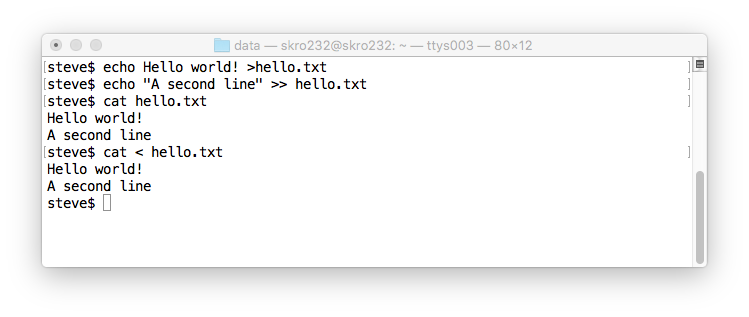 data — skro232@skro232: ~ — ttys003 — 80×12
[steve$ echo Hello world! >hello.txt ]
[steve$ echo "A second line" >> hello.txt ]
[steve$ cat hello.txt ]
Hello world!
A second line
[steve$ cat < hello.txt ]
Hello world!
A second line
steve$